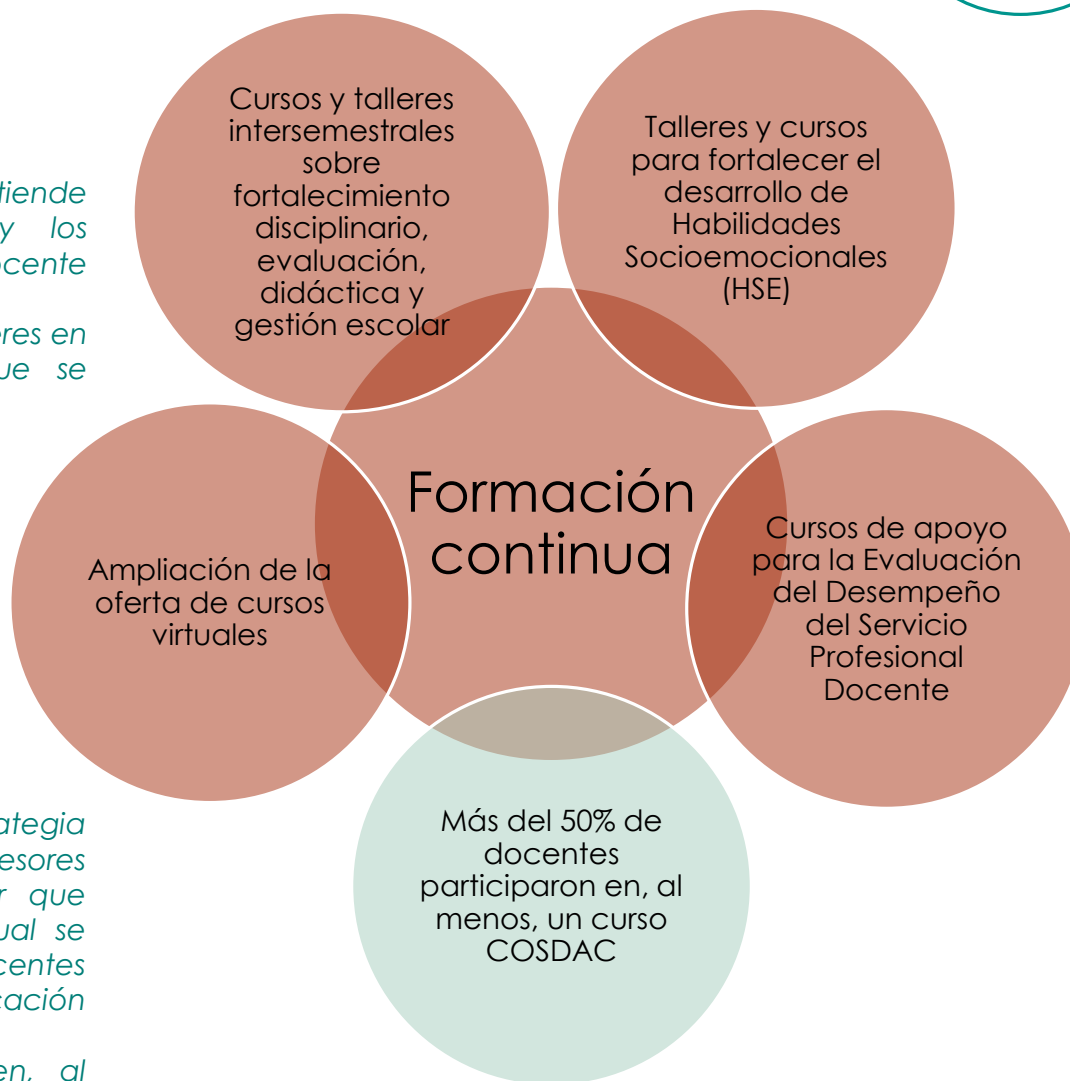 Cursos y talleres
intersemestrales
sobre
fortalecimiento
disciplinario,
evaluación,
didáctica y
gestión escolar
Talleres y cursos
para fortalecer el
desarrollo de
Habilidades
Socioemocionales
(HSE)
tiende
y los
ocente
res en
ue se
Formación
continua
Ampliación de la
oferta de cursos
virtuales
Cursos de apoyo
para la Evaluación
del Desempeño
del Servicio
Profesional
Docente
Más del 50% de
docentes
participaron en, al
menos, un curso
COSDAC
ategia
esores
r que
ual se
centes
cación
en, al